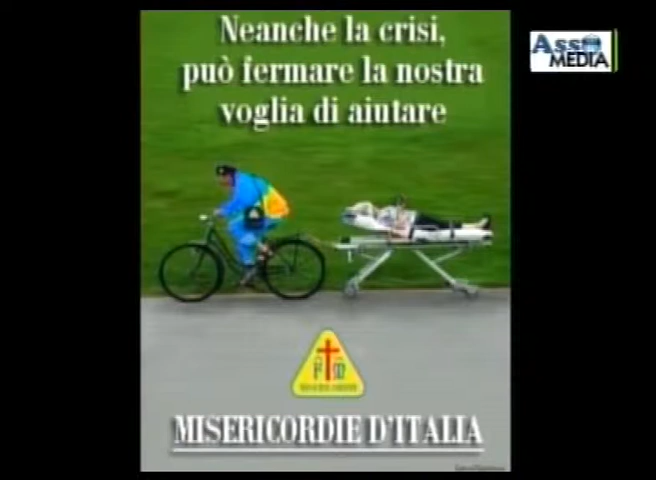 Neanche la crisi,
può fermare la nostra
voglia di aiutare
Asso
MEDIA
MISERICORDIE D'ITALIA